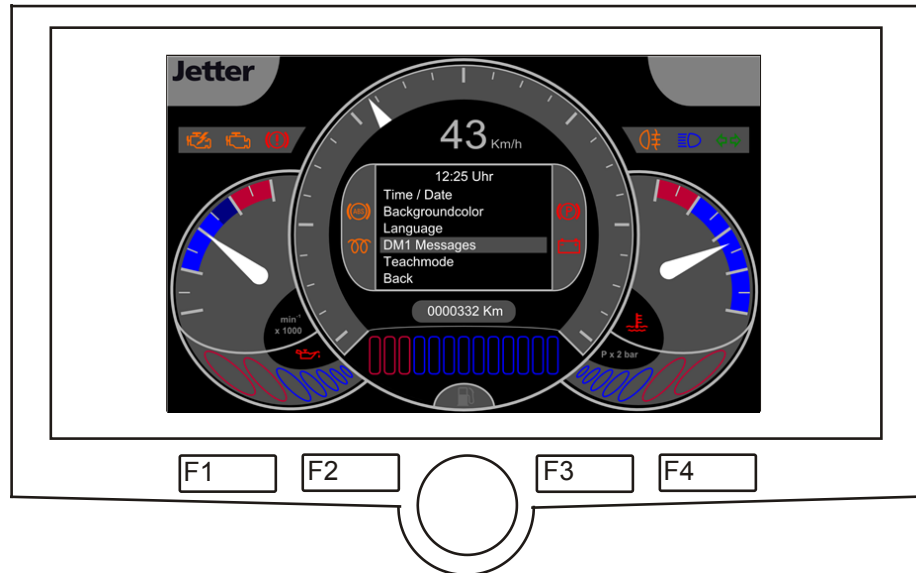 Jetter
43 Km/h
12:25 Uhr
Time / Date
Backgroundcolor
Language
DM1 Messages
Teachmode
Back
ABS
P
0000332 Km
min⁻¹
x 1000
P x 2 bar
F1
F2
F3
F4